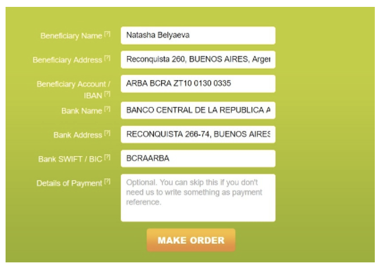 Beneficiary Name [?] Natasha Belyaeva
Beneficiary Address [?] Reconquista 260, BUENOS AIRES, Arger
Beneficiary Account / IBAN [?] ARBA BCRA ZT10 0130 0335
Bank Name [?] BANCO CENTRAL DE LA REPUBLICA A
Bank Address [?] RECONQUISTA 266-74, BUENOS AIRES
Bank SWIFT / BIC [?] BCRAARBA
Details of Payment [?] Optional. You can skip this if you don't
need us to write something as payment
reference.
MAKE ORDER